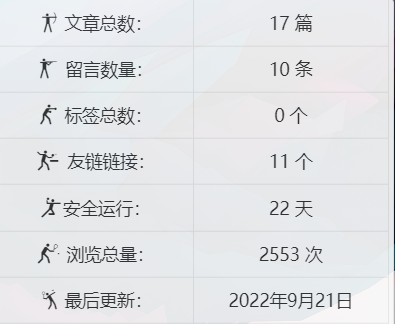 文章总数： 17 篇
留言数量： 10 条
标签总数： 0 个
友链链接： 11 个
安全运行： 22 天
浏览总量： 2553 次
最后更新： 2022年9月21日